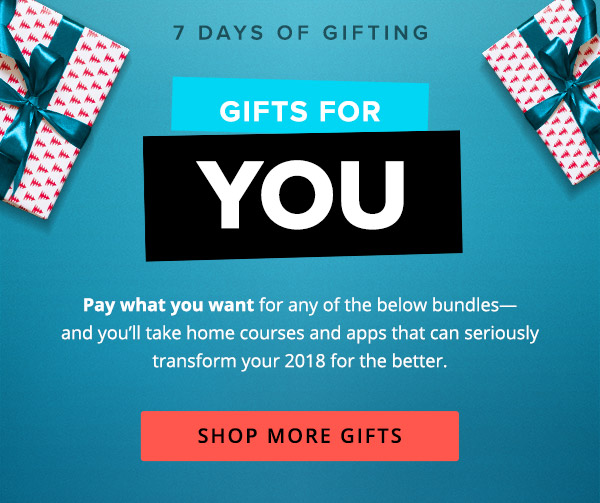 7 DAYS OF GIFTING
GIFTS FOR
YOU
Pay what you want for any of the below bundles—
and you’ll take home courses and apps that can seriously
transform your 2018 for the better.
SHOP MORE GIFTS